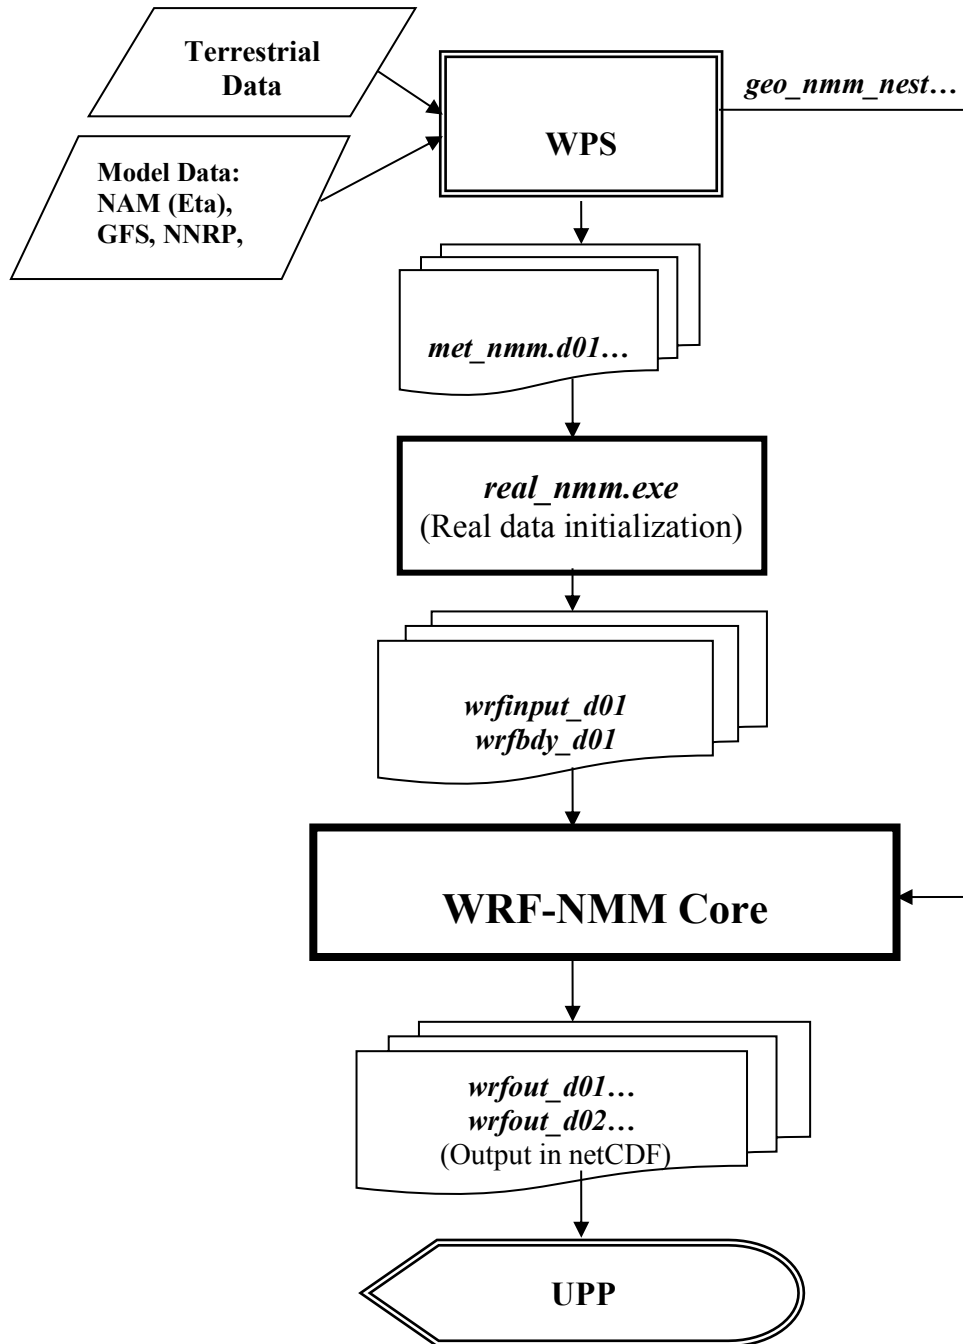 Terrestrial
Data
geo_nmm_nest…
WPS
Model Data:
NAM (Eta),
GFS, NNRP,
met_nmm.d01…
real_nmm.exe
(Real data initialization)
wrfinput_d01
wrfbdy_d01
WRF-NMM Core
wrfout_d01…
wrfout_d02…
(Output in netCDF)
UPP